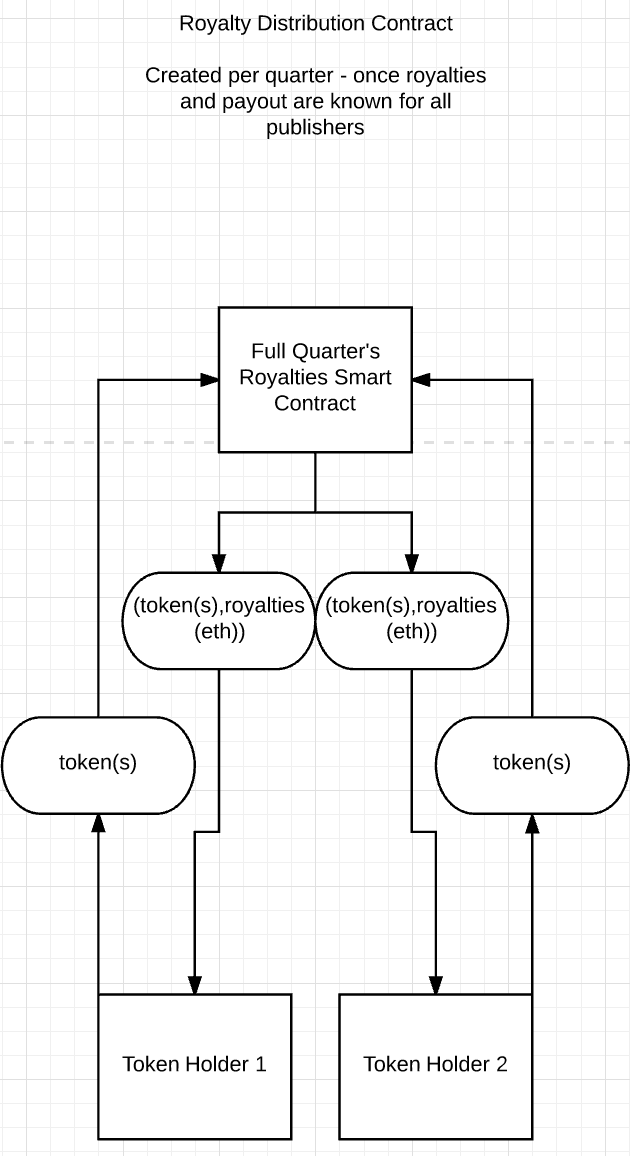 Royalty Distribution Contract
Created per quarter - once royalties
and payout are known for all
publishers
Full Quarter's
Royalties Smart
Contract
(token(s),royalties
(eth))
(token(s),royalties
(eth))
token(s)
token(s)
Token Holder 1
Token Holder 2